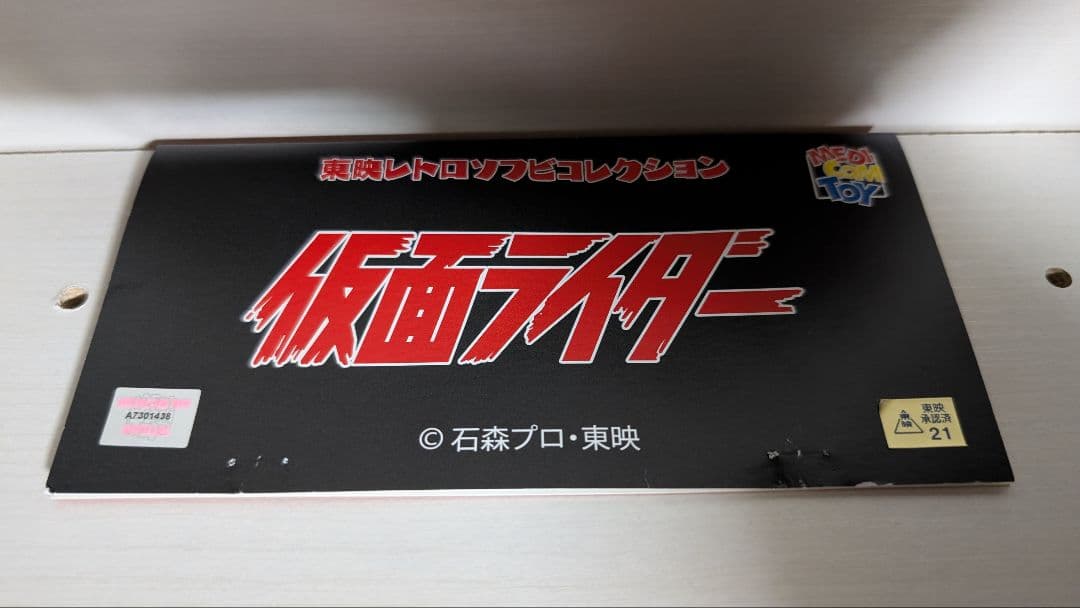 東映レトロソフビコレクション
MEDI
COM
TOY
仮面ライダー
A7301436
東映
承認済
21
© 石森プロ・東映